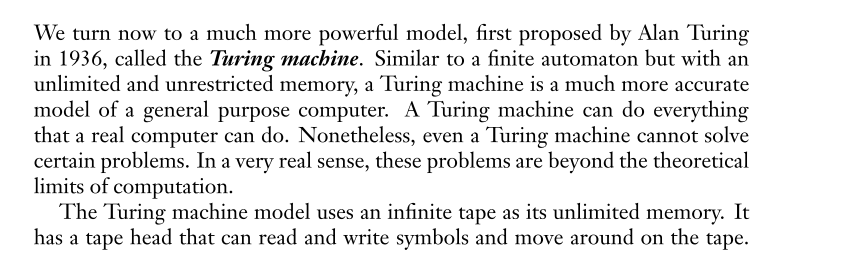 We turn now to a much more powerful model, first proposed by Alan Turing
in 1936, called the Turing machine. Similar to a finite automaton but with an
unlimited and unrestricted memory, a Turing machine is a much more accurate
model of a general purpose computer. A Turing machine can do everything
that a real computer can do. Nonetheless, even a Turing machine cannot solve
certain problems. In a very real sense, these problems are beyond the theoretical
limits of computation.
The Turing machine model uses an infinite tape as its unlimited memory. It
has a tape head that can read and write symbols and move around on the tape.